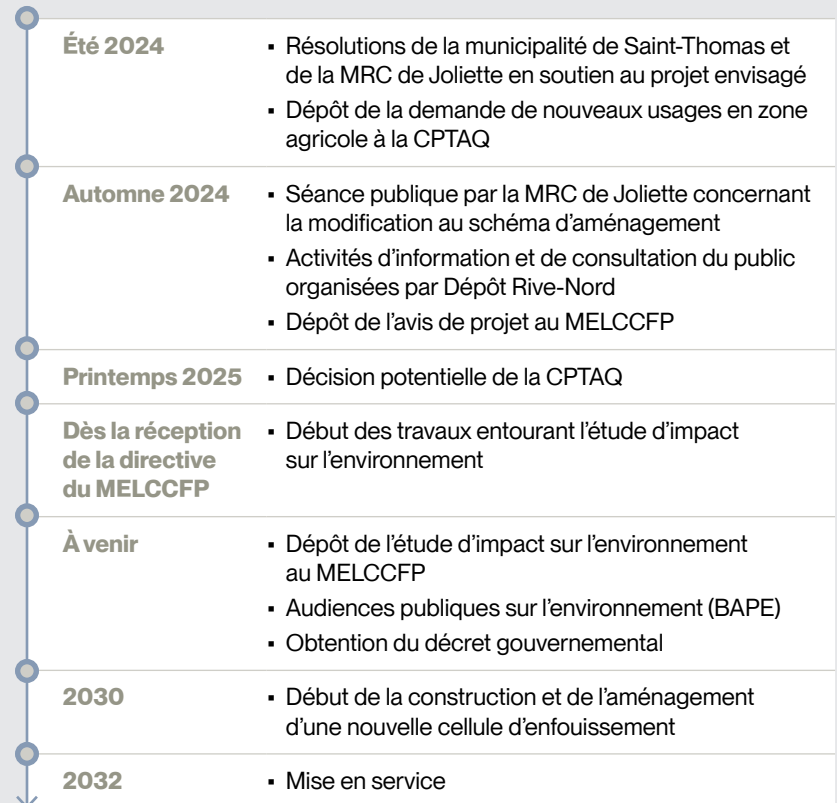 Été 2024
▪ Résolutions de la municipalité de Saint-Thomas et
de la MRC de Joliette en soutien au projet envisagé
▪ Dépôt de la demande de nouveaux usages en zone
agricole à la CPTAQ
Automne 2024
▪ Séance publique par la MRC de Joliette concernant
la modification au schéma d’aménagement
▪ Activités d’information et de consultation du public
organisées par Dépôt Rive-Nord
▪ Dépôt de l’avis de projet au MELCCFP
Printemps 2025
▪ Décision potentielle de la CPTAQ
Dès la réception
de la directive
du MELCCFP
▪ Début des travaux entourant l’étude d’impact
sur l’environnement
À venir
▪ Dépôt de l’étude d’impact sur l’environnement
au MELCCFP
▪ Audiences publiques sur l’environnement (BAPE)
▪ Obtention du décret gouvernemental
2030
▪ Début de la construction et de l’aménagement
d’une nouvelle cellule d’enfouissement
2032
▪ Mise en service